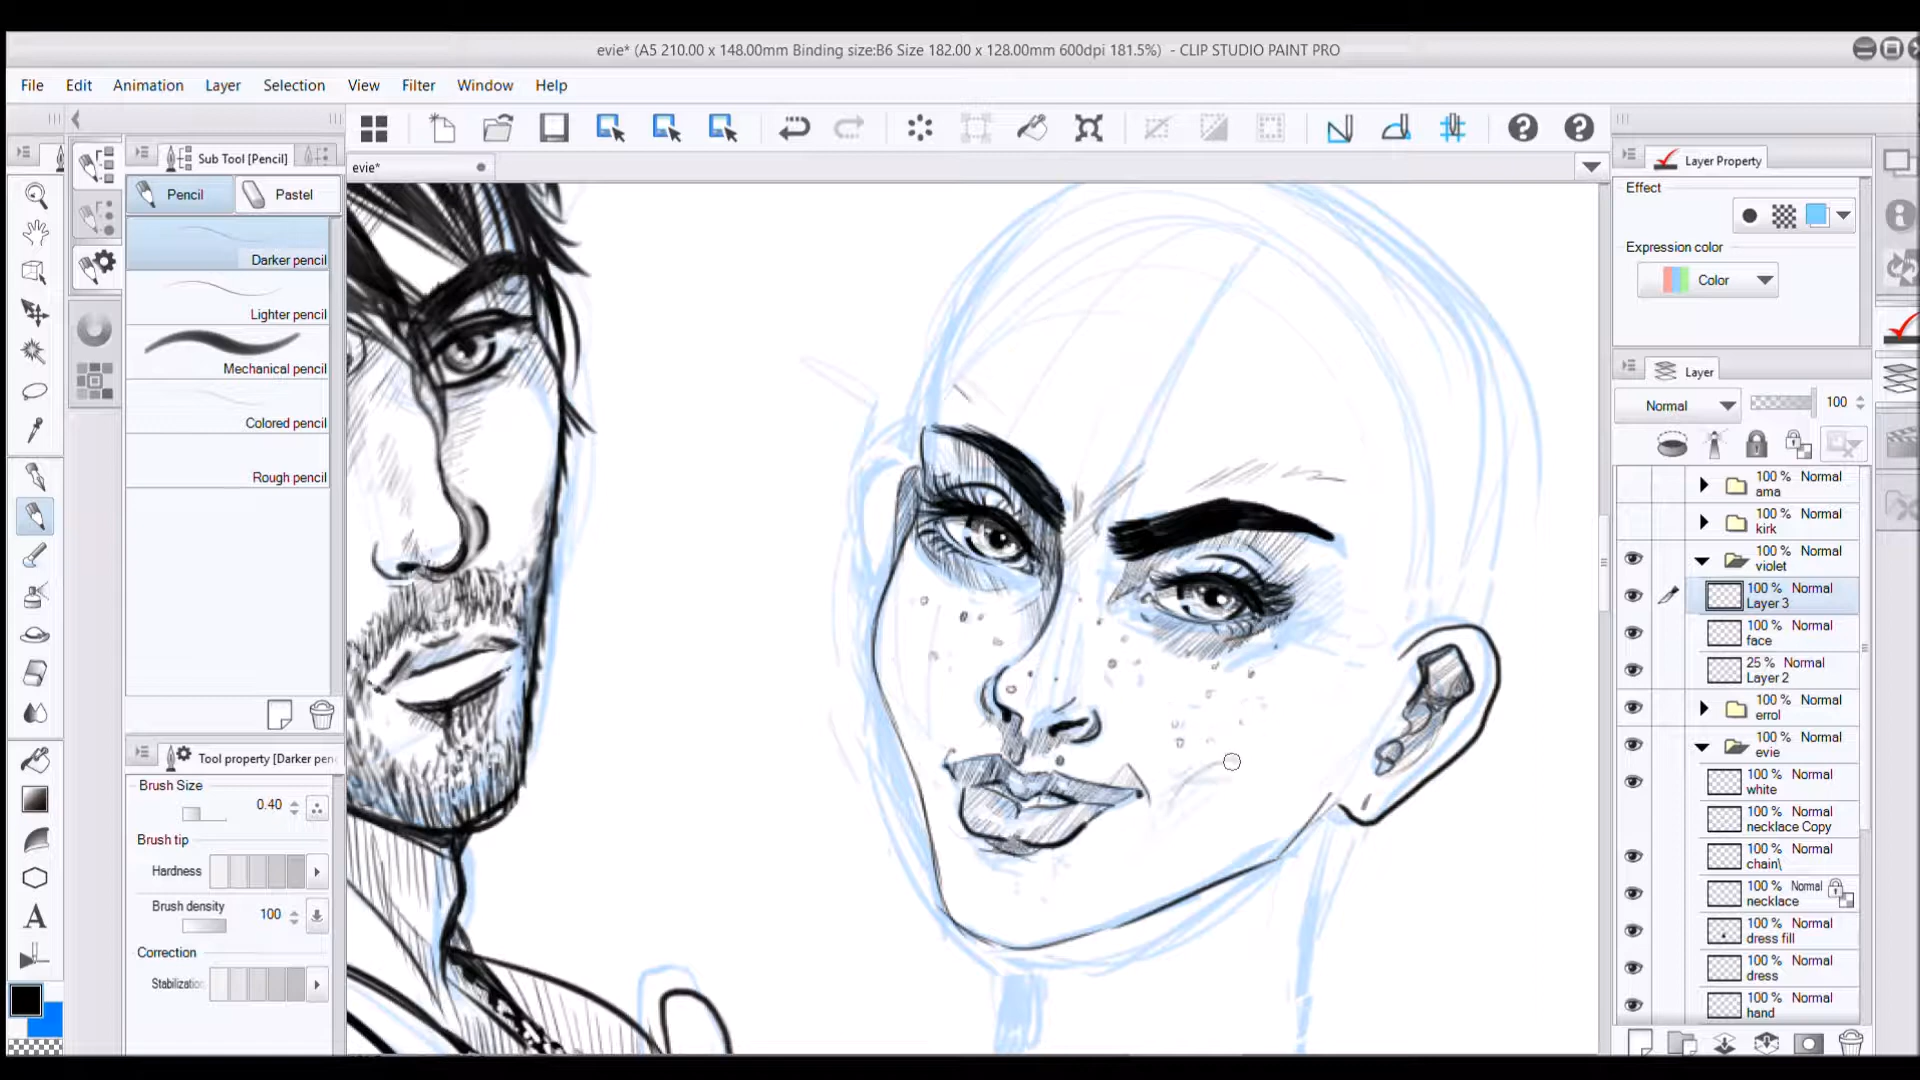 evie* (A5 210.00 x 148.00mm Binding size:B6 Size 182.00 x 128.00mm 600dpi 181.5%) - CLIP STUDIO PAINT PRO
File Edit Animation Layer Selection View Filter Window Help
Sub Tool [Pencil]
Pencil Pastel
Darker pencil
Lighter pencil
Mechanical pencil
Colored pencil
Rough pencil
Tool property [Darker pen
Brush Size
0.40
Brush tip
Hardness
Brush density
100
Correction
Stabilization
evie*
Layer Property
Effect
Expression color
Color
Layer
Normal 100
100 % Normal
ama
100 % Normal
kirk
100 % Normal
violet
100 % Normal
Layer 3
100 % Normal
face
25 % Normal
Layer 2
100 % Normal
errol
100 % Normal
evie
100 % Normal
white
100 % Normal
necklace Copy
100 % Normal
chain\
100 % Normal
necklace
100 % Normal
dress fill
100 % Normal
dress
100 % Normal
hand
A